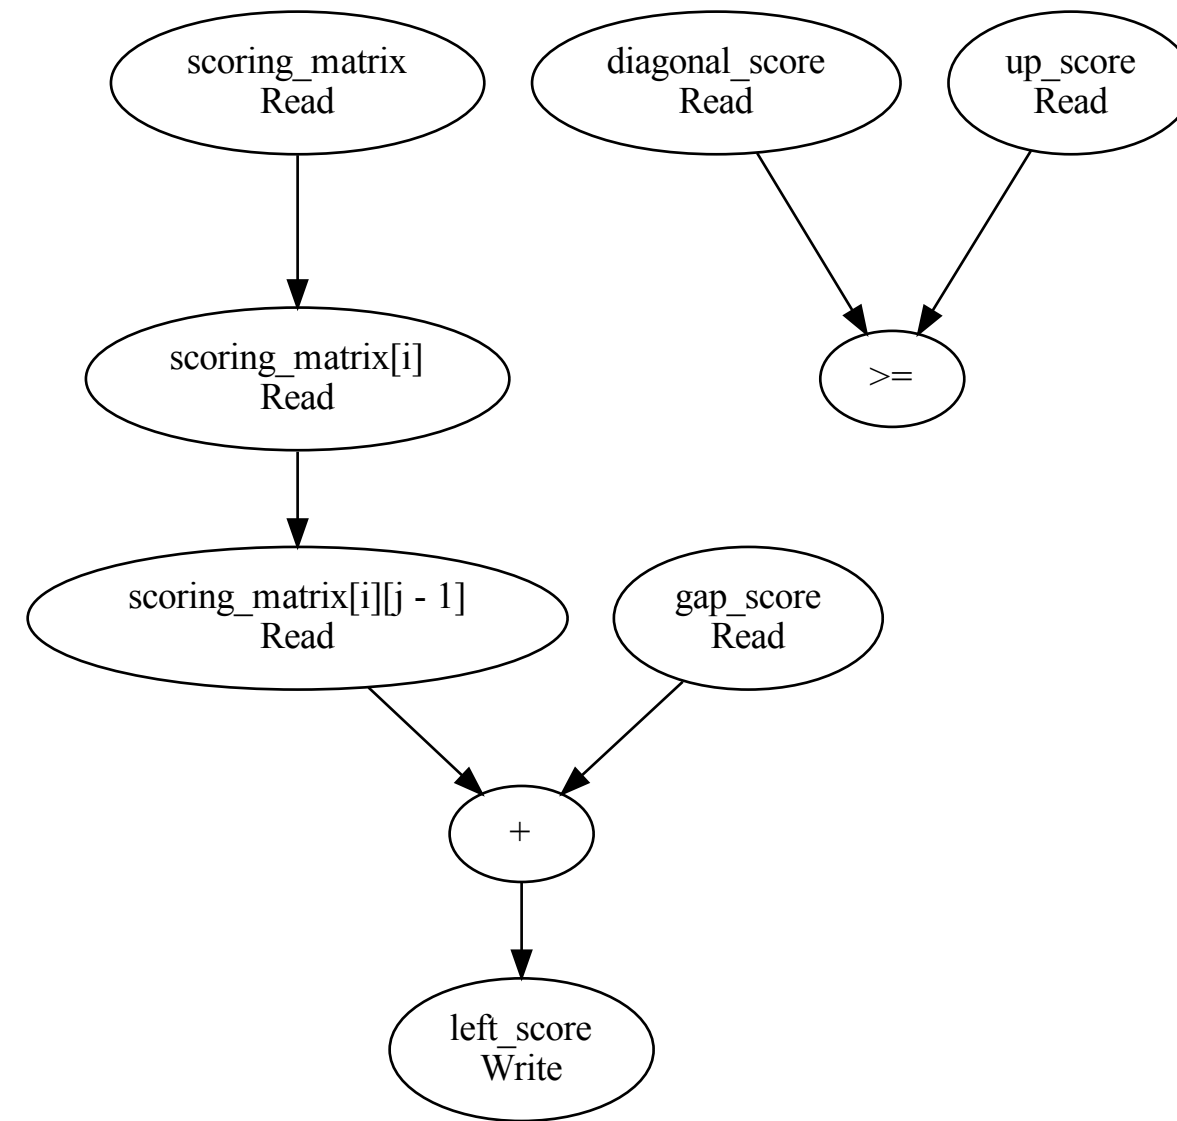 scoring_matrix
Read
diagonal_score
Read
up_score
Read
scoring_matrix[i]
Read
>=
scoring_matrix[i][j - 1]
Read
gap_score
Read
+
left_score
Write